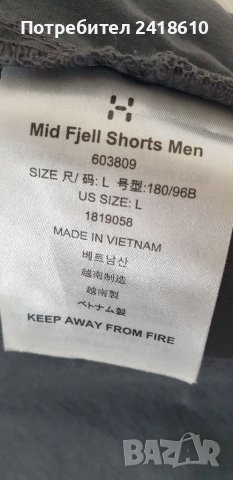 Потребител 2418610
Mid Fjell Shorts Men
603809
SIZE 尺/ 码: L 号型:180/96B
US SIZE: L
1819058
MADE IN VIETNAM
베트남산
越南制造
越南製
ベトナム製
KEEP AWAY FROM FIRE
BAZAR